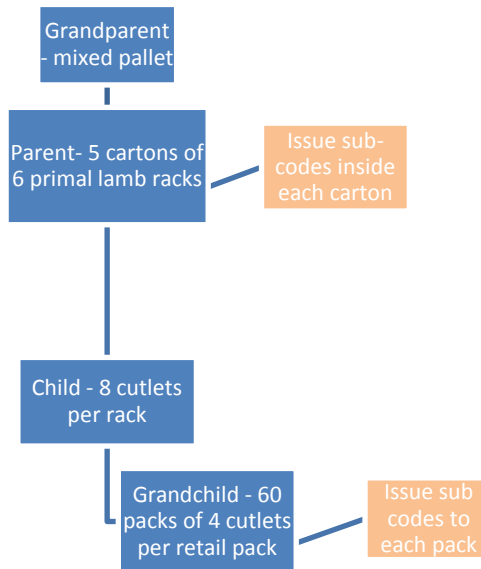 Grandparent
- mixed pallet
Parent- 5 cartons of
6 primal lamb racks
Issue sub-
codes inside
each carton
Child - 8 cutlets
per rack
Grandchild - 60
packs of 4 cutlets
per retail pack
Issue sub
codes to
each pack